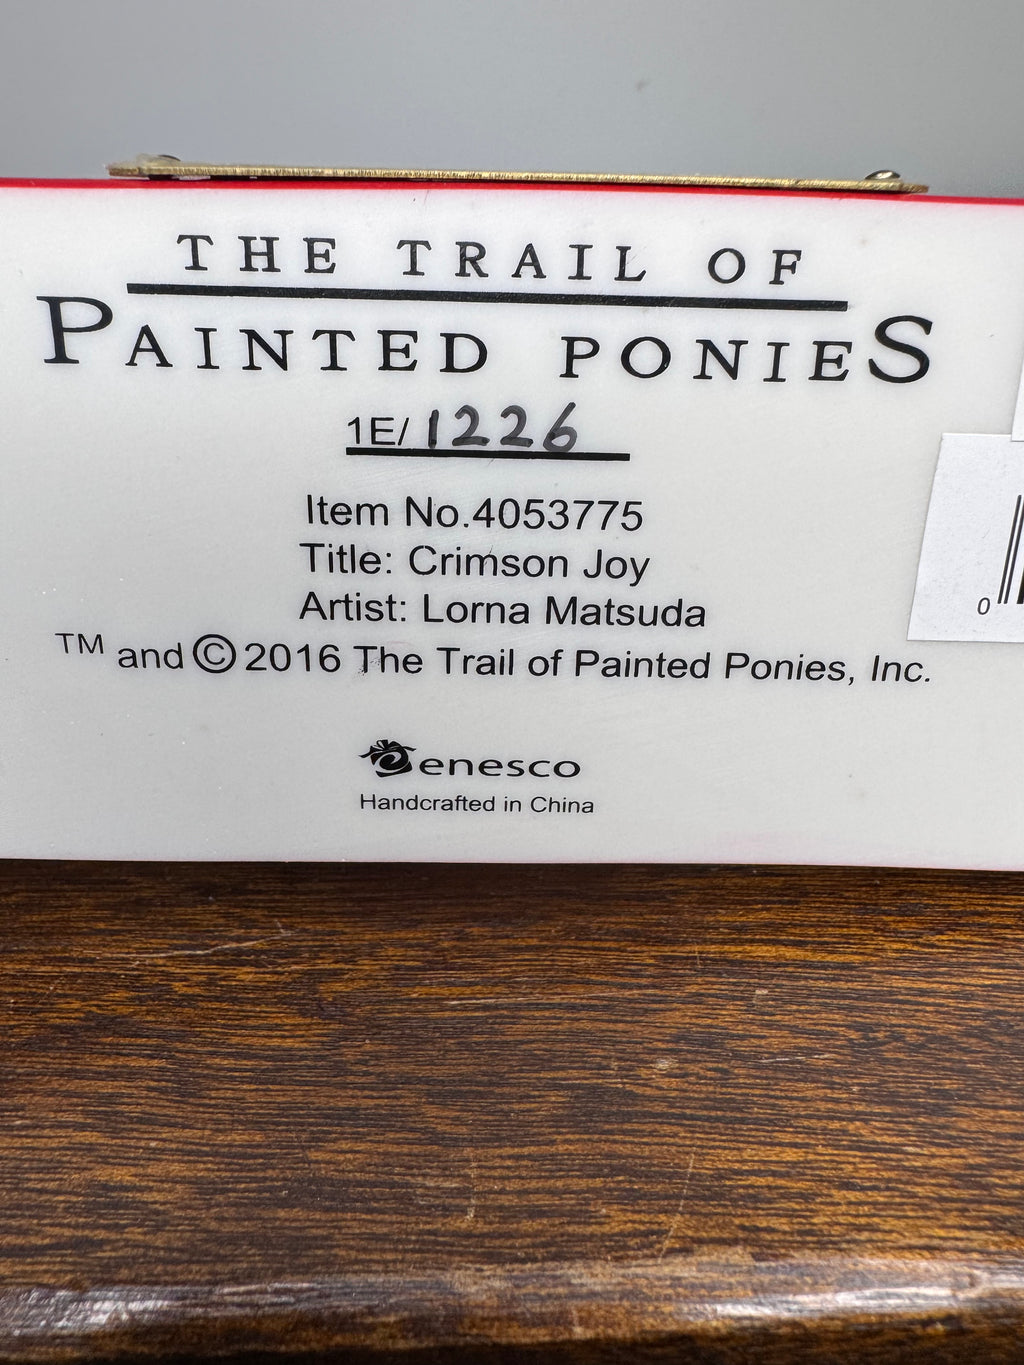 THE TRAIL OF
PAINTED PONIES
1E/1226
Item No.4053775
Title: Crimson Joy
Artist: Lorna Matsuda
TM and © 2016 The Trail of Painted Ponies, Inc.
enesco
Handcrafted in China
0